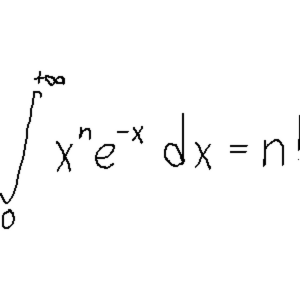 ∫₀^{+∞} xⁿe^{-x} dx = n!